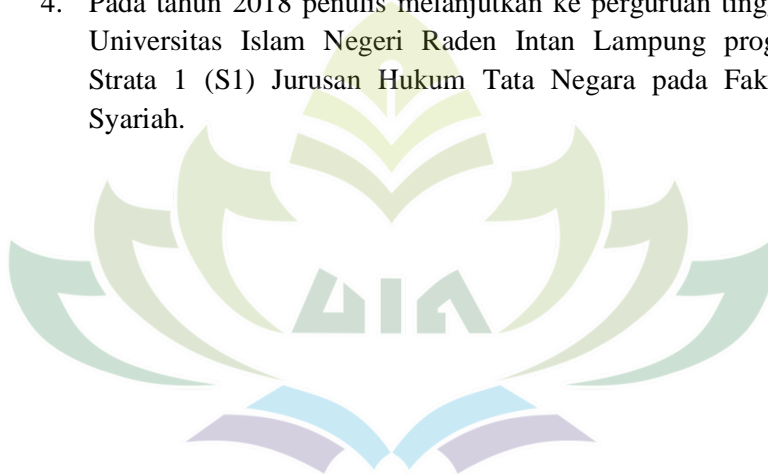 4. Pada tahun 2018 penulis melanjutkan ke perguruan
Universitas Islam Negeri Raden Intan Lampung
Strata 1 (S1) Jurusan Hukum Tata Negara pada
Syariah.
UIN